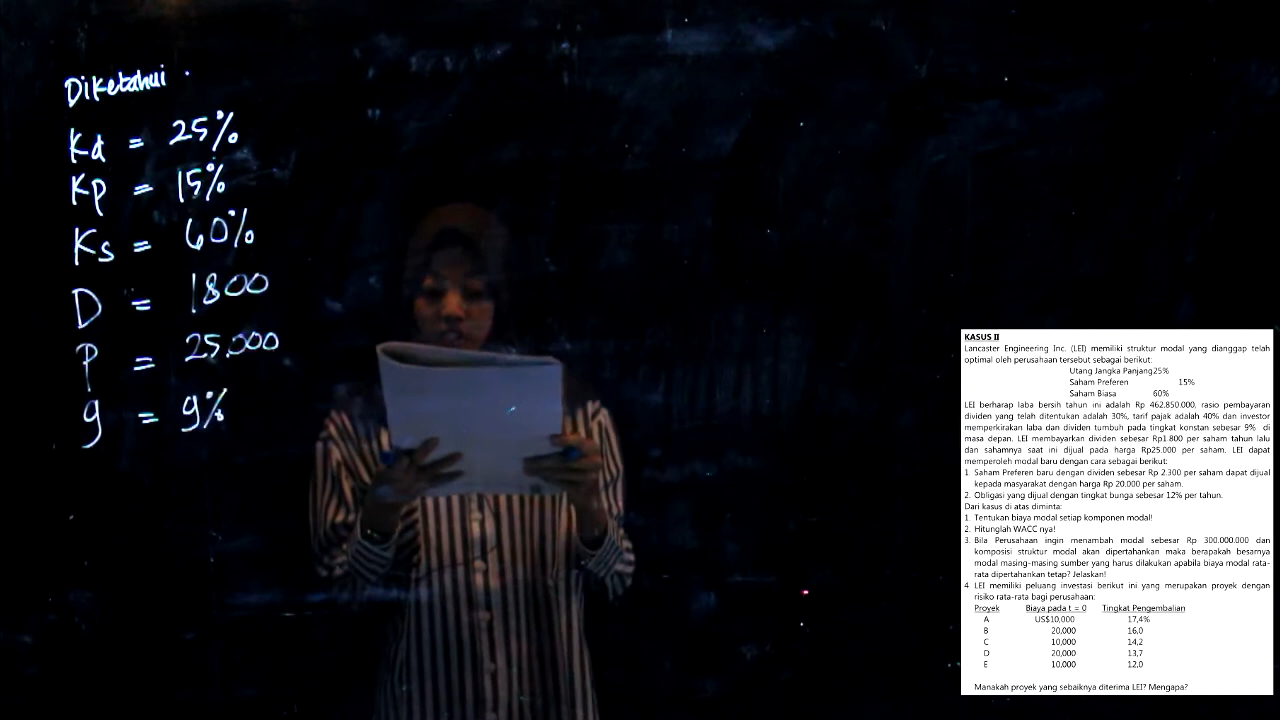 Diketahui .
Kd = 25%
Kp = 15%
Ks = 60%
D = 1800
P = 25.000
g = 9%
KASUS II
Lancaster Engineering Inc. (LEI) memiliki struktur modal yang dianggap telah
optimal oleh perusahaan tersebut sebagai berikut:
Utang Jangka Panjang25%
Saham Preferen 15%
Saham Biasa 60%
LEI berharap laba bersih tahun ini adalah Rp 462.850.000, rasio pembayaran
dividen yang telah ditentukan adalah 30%, tarif pajak adalah 40% dan investor
memperkirakan laba dan dividen tumbuh pada tingkat konstan sebesar 9% di
masa depan. LEI membayarkan dividen sebesar Rp1.800 per saham tahun lalu
dan sahamnya saat ini dijual pada harga Rp25.000 per saham. LEI dapat
memperoleh modal baru dengan cara sebagai berikut:
1. Saham Preferen baru dengan dividen sebesar Rp 2.300 per saham dapat dijual
kepada masyarakat dengan harga Rp 20.000 per saham.
2. Obligasi yang dijual dengan tingkat bunga sebesar 12% per tahun.
Dari kasus di atas diminta:
1. Tentukan biaya modal setiap komponen modal!
2. Hitunglah WACC nya!
3. Bila Perusahaan ingin menambah modal sebesar Rp 300.000.000 dan
komposisi struktur modal akan dipertahankan maka berapakah besarnya
modal masing-masing sumber yang harus dilakukan apabila biaya modal rata-
rata dipertahankan tetap? Jelaskan!
4 LEI memiliki peluang investasi berikut ini yang merupakan proyek dengan
risiko rata-rata bagi perusahaan:
Proyek Biaya pada t = 0 Tingkat Pengembalian
A US$10,000 17,4%
B 20,000 16,0
C 10,000 14,2
D 20,000 13,7
E 10,000 12,0
Manakah proyek yang sebaiknya diterima LEI? Mengapa?